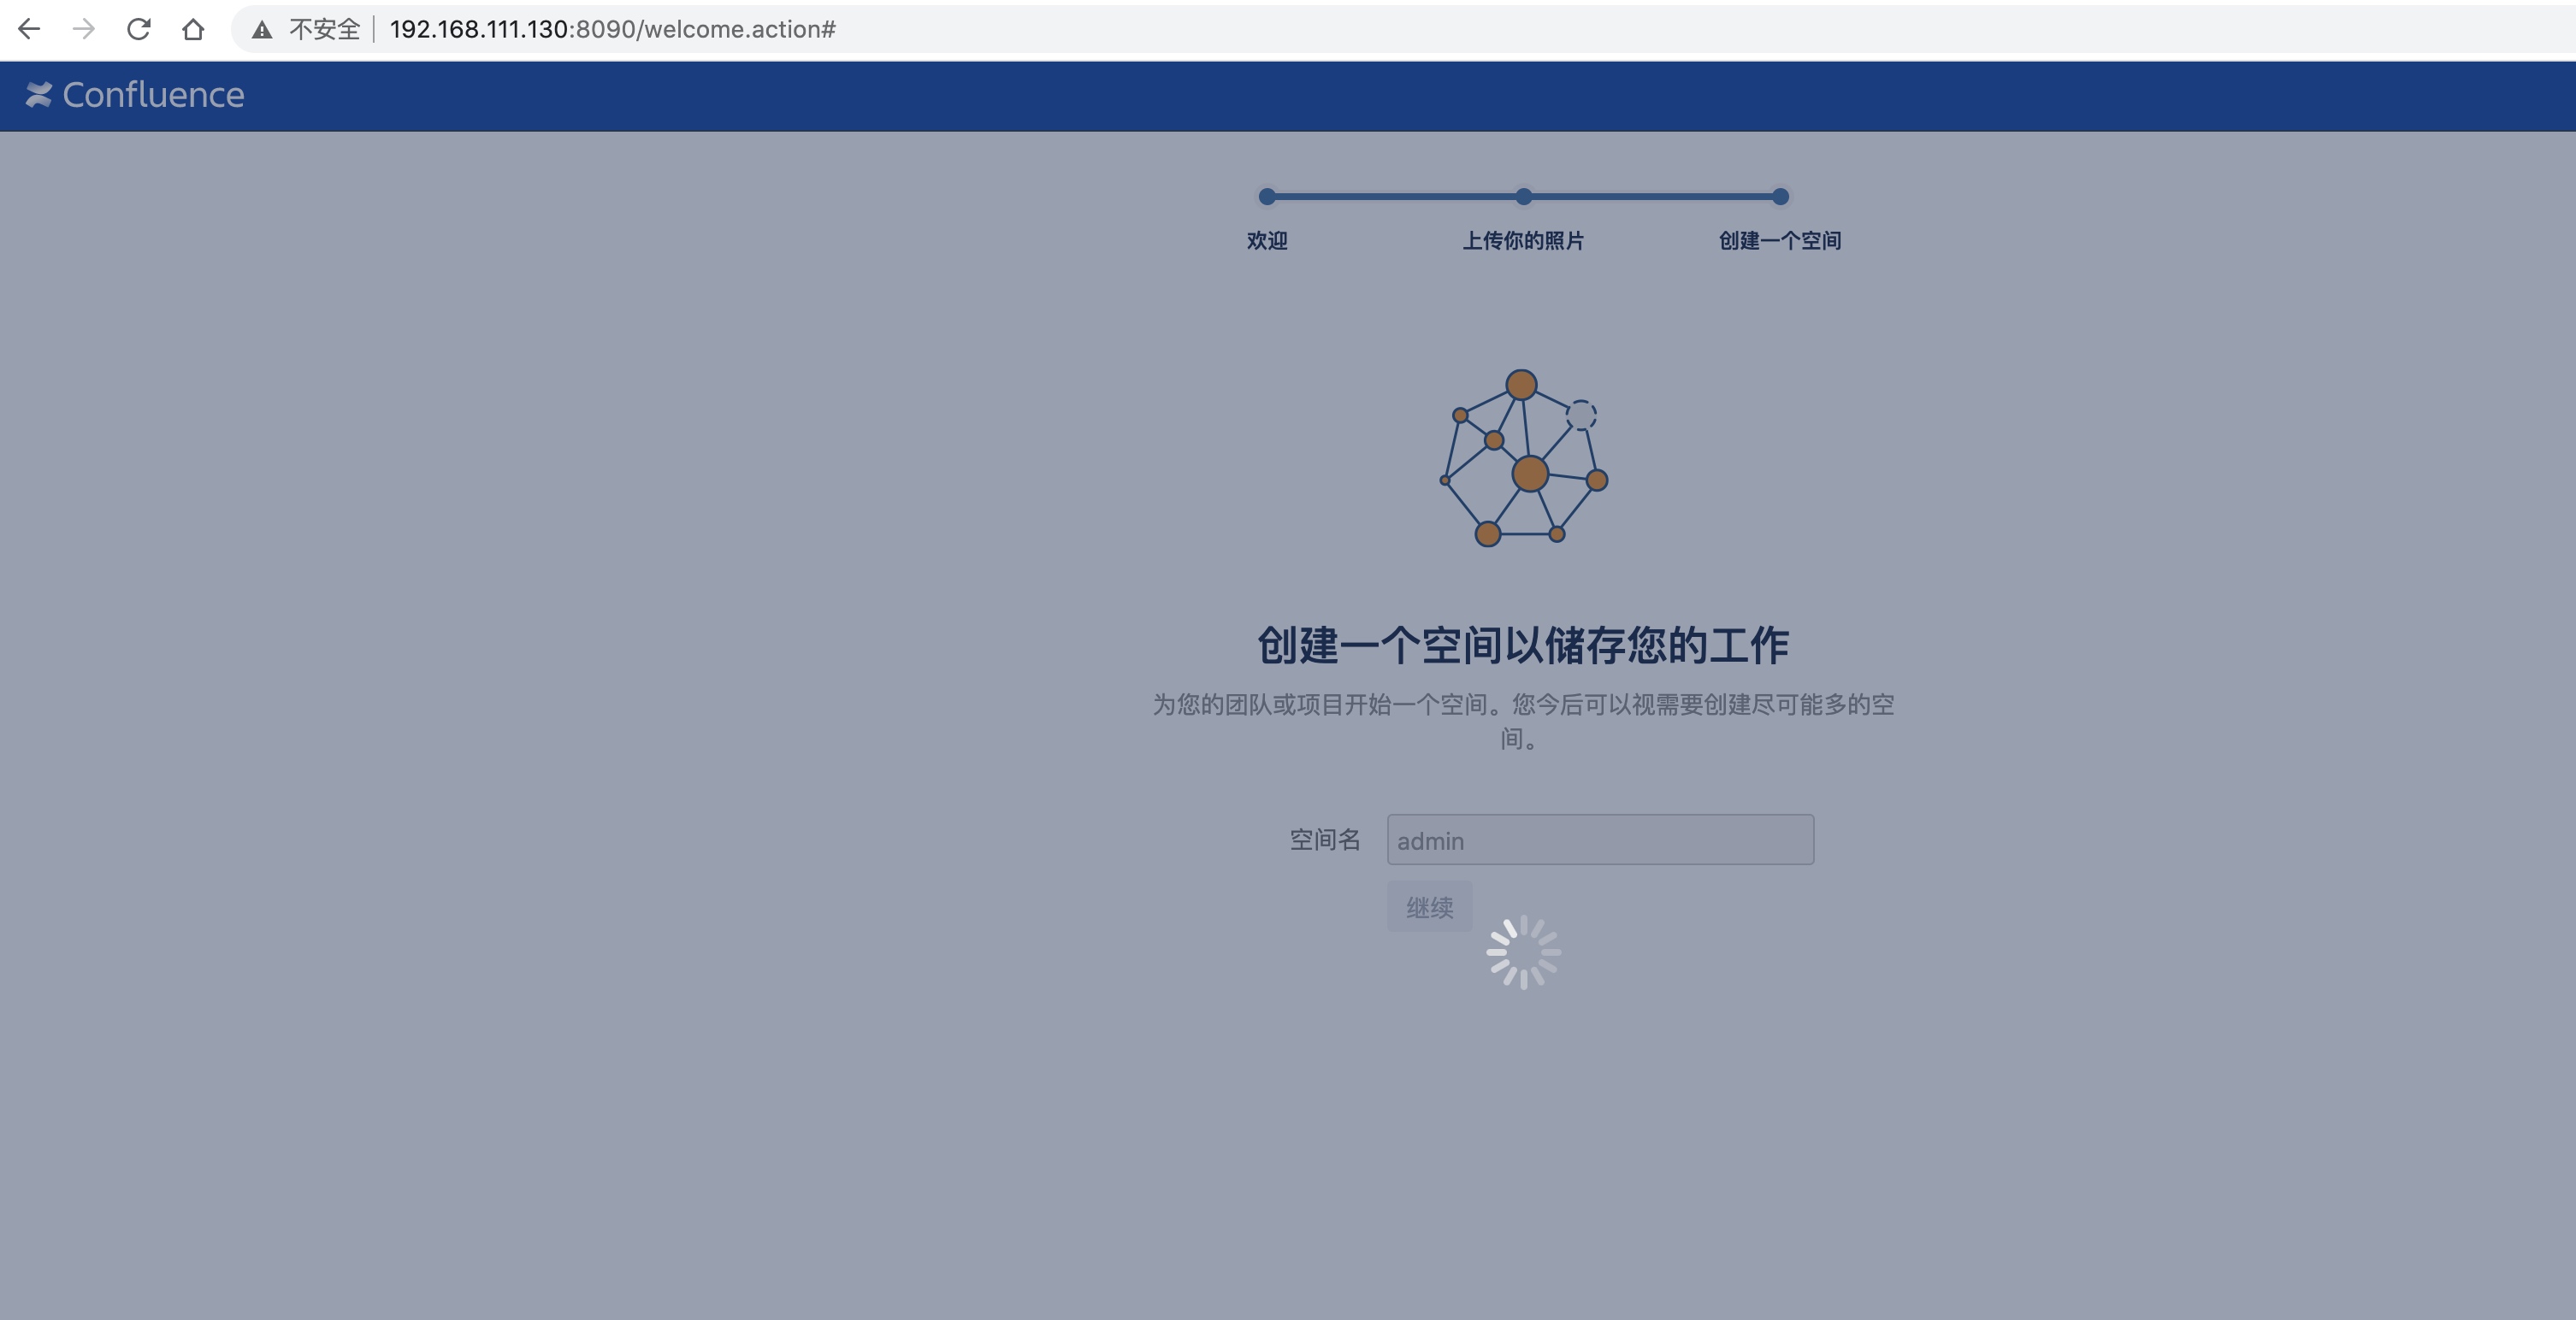 不安全 192.168.111.130:8090/welcome.action#
Confluence
欢迎 上传你的照片 创建一个空间
创建一个空间以储存您的工作
为您的团队或项目开始一个空间。您今后可以视需要创建尽可能多的空
间。
空间名 admin
继续